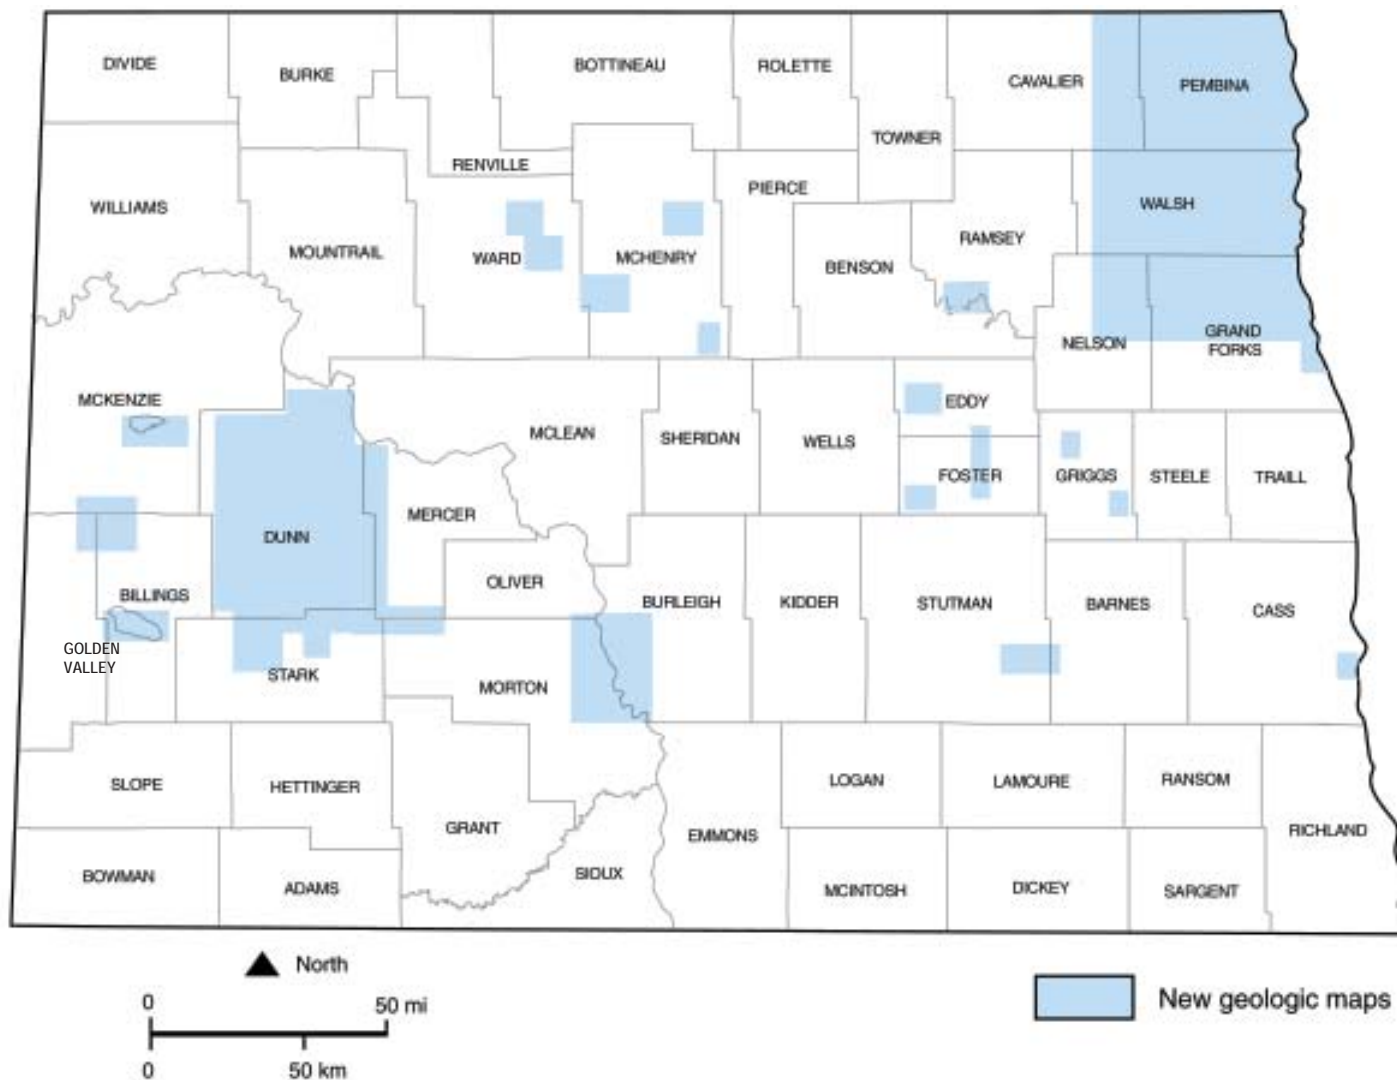 DIVIDE
BURKE
BOTTINEAU
ROLETTE
CAVALIER
PEMBINA
TOWNER
RENVILLE
PIERCE
WILLIAMS
WALSH
MOUNTRAIL
WARD
MCHENRY
BENSON
RAMSEY
NELSON
GRAND
FORKS
MCKENZIE
MCLEAN
SHERIDAN
WELLS
EDDY
FOSTER
GRIGGS
STEELE
TRAILL
DUNN
MERCER
OLIVER
BILLINGS
BURLEIGH
KIDDER
STUTMAN
BARNES
CASS
GOLDEN
VALLEY
STARK
MORTON
SLOPE
HETTINGER
GRANT
LOGAN
LAMOURE
RANSOM
RICHLAND
EMMONS
BOWMAN
ADAMS
SIOUX
MCINTOSH
DICKEY
SARGENT
North
0 50 mi
0 50 km
New geologic maps